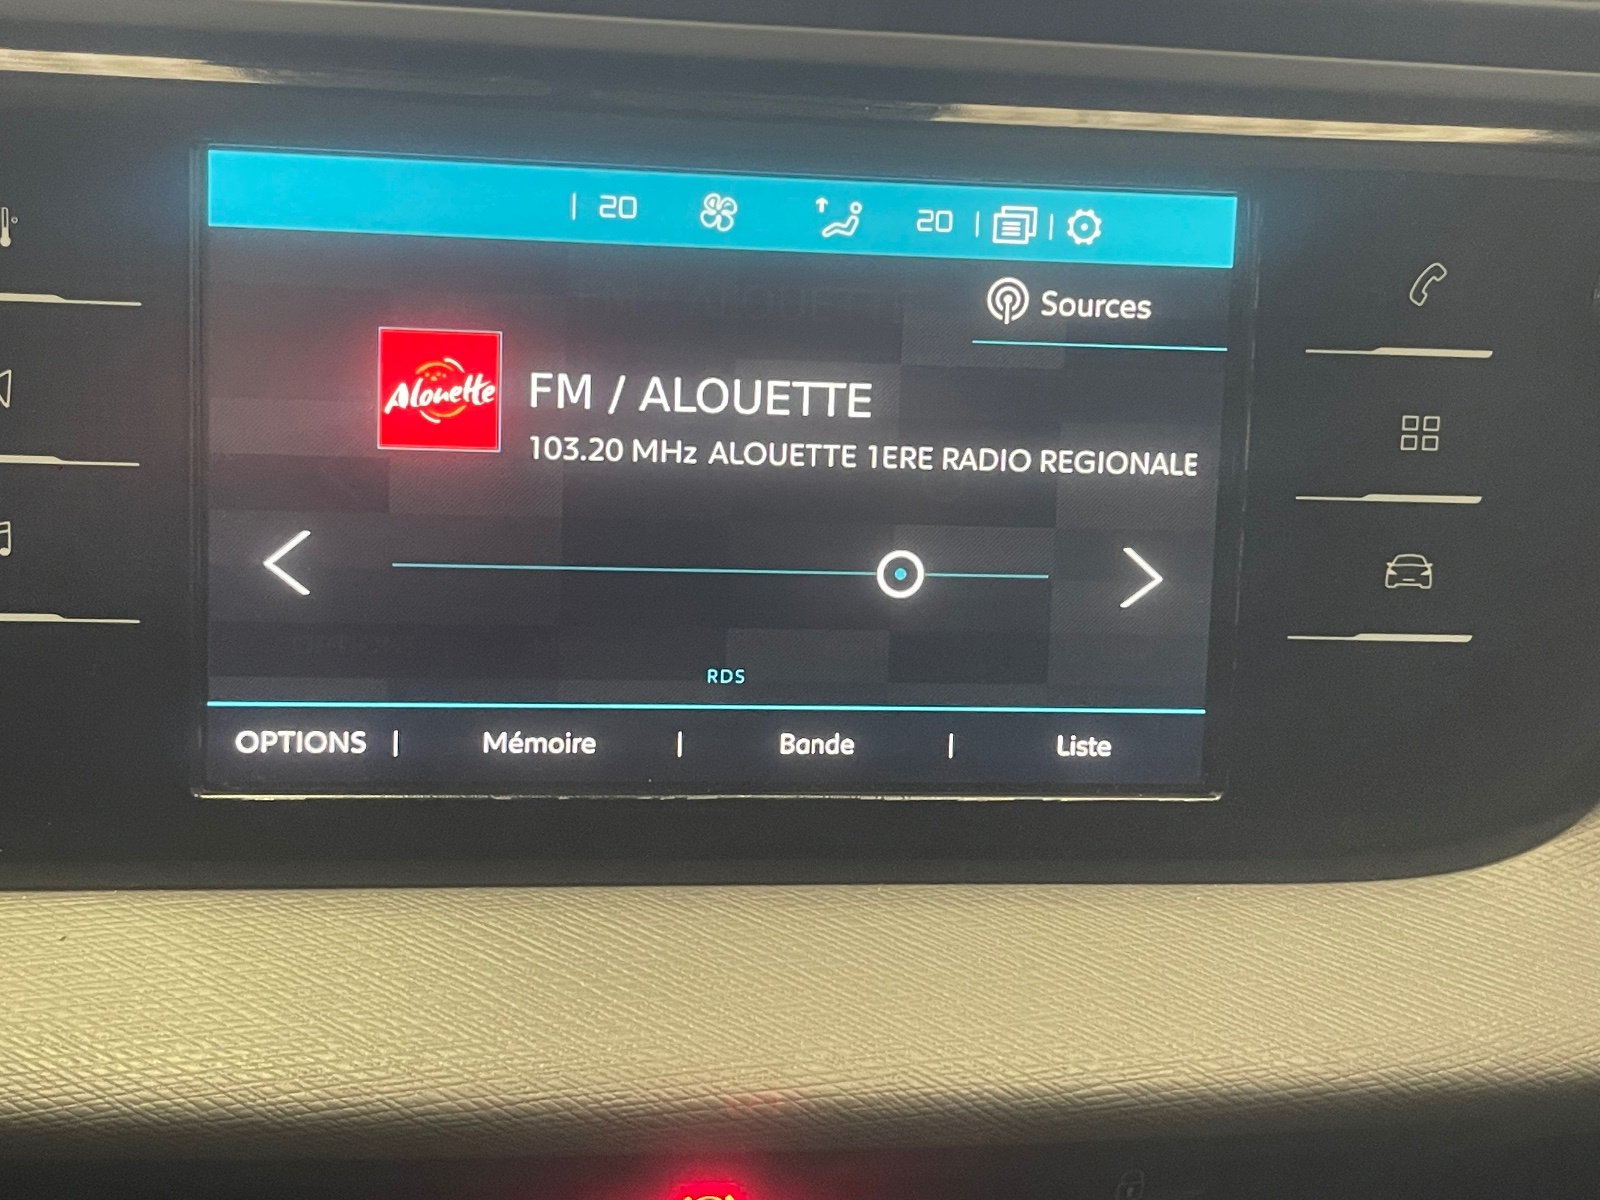 20 20
Sources
Alouette
FM / ALOUETTE
103.20 MHz ALOUETTE 1ERE RADIO REGIONALE
RDS
OPTIONS | Mémoire | Bande | Liste